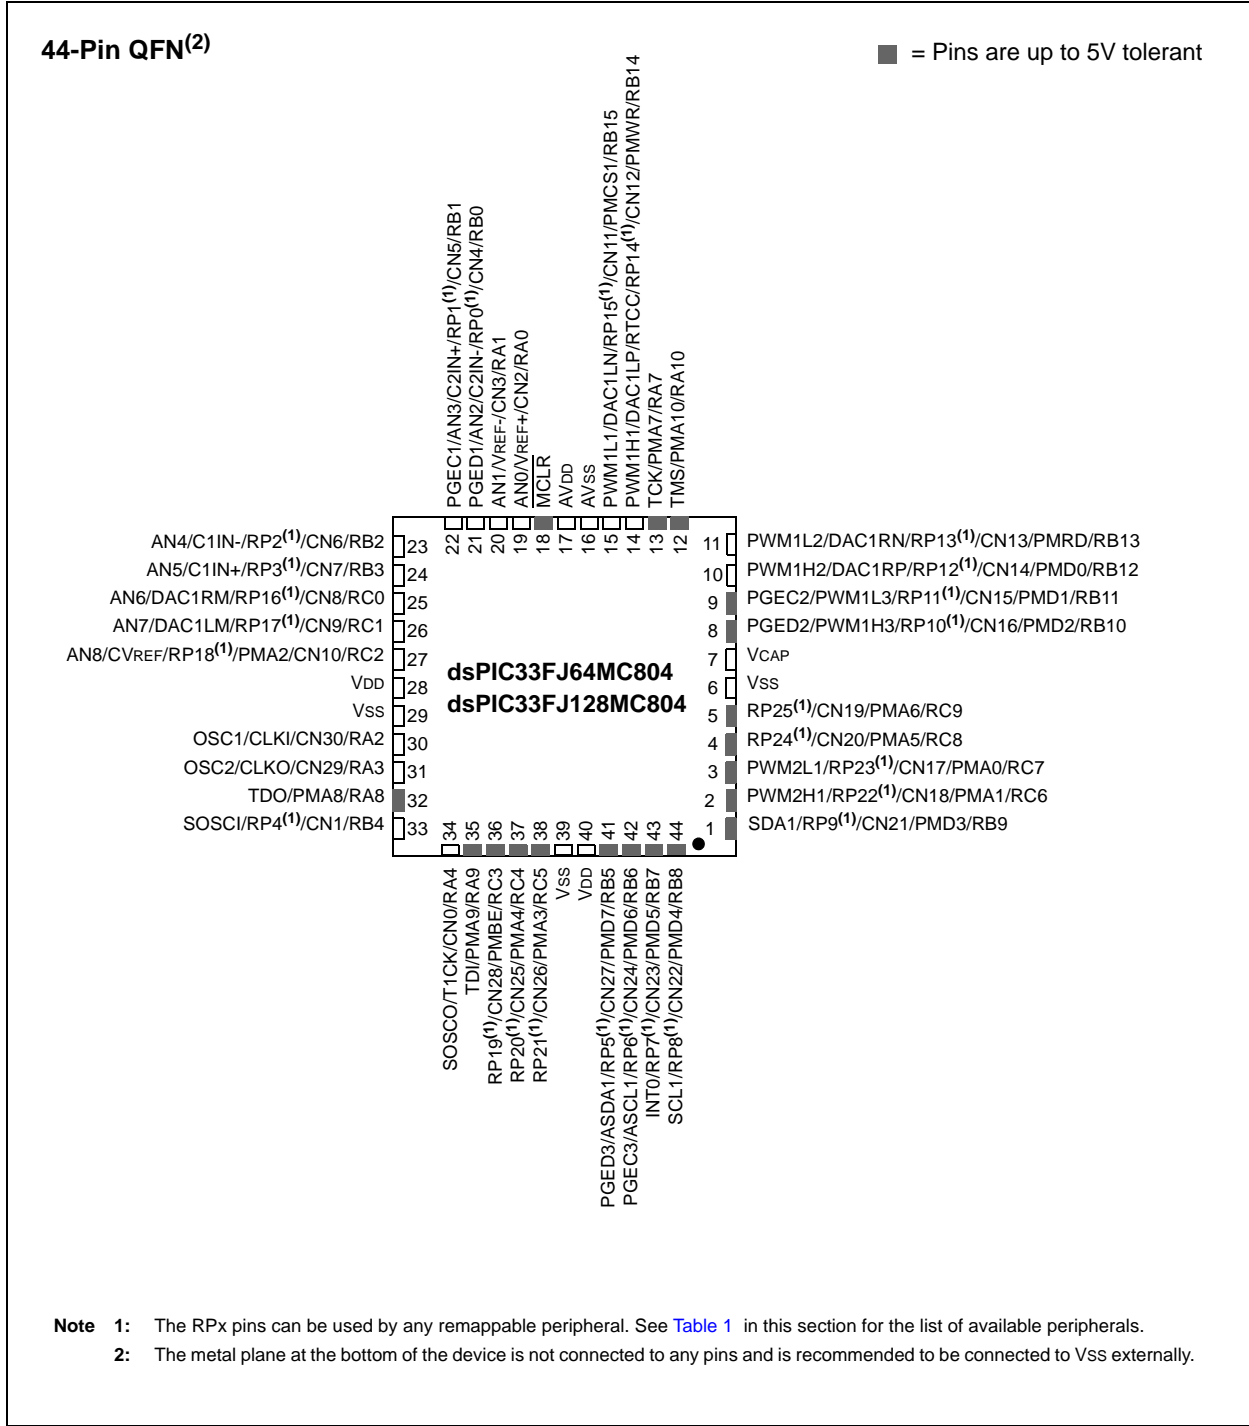 44-Pin QFN(2)
= Pins are up to 5V tolerant
PGEC1/AN3/C2IN+/RP1(1)/CN5/RB1
PGED1/AN2/C2IN-/RP0(1)/CN4/RB0
AN1/VREF-/CN3/RA1
AN0/VREF+/CN2/RA0
MCLR
AVDD
AVSS
PWM1L1/DAC1LN/RP15(1)/CN11/PMCS1/RB15
PWM1H1/DAC1LP/RTCC/RP14(1)/CN12/PMWR/RB14
TCK/PMA7/RA7
TMS/PMA10/RA10
22 21 20 19 18 17 16 15 14 13 12
AN4/C1IN-/RP2(1)/CN6/RB2 23
AN5/C1IN+/RP3(1)/CN7/RB3 24
AN6/DAC1RM/RP16(1)/CN8/RC0 25
AN7/DAC1LM/RP17(1)/CN9/RC1 26
AN8/CVREF/RP18(1)/PMA2/CN10/RC2 27
VDD 28
VSS 29
OSC1/CLKI/CN30/RA2 30
OSC2/CLKO/CN29/RA3 31
TDO/PMA8/RA8 32
SOSCI/RP4(1)/CN1/RB4 33
dsPIC33FJ64MC804
dsPIC33FJ128MC804
11 PWM1L2/DAC1RN/RP13(1)/CN13/PMRD/RB13
10 PWM1H2/DAC1RP/RP12(1)/CN14/PMD0/RB12
9 PGEC2/PWM1L3/RP11(1)/CN15/PMD1/RB11
8 PGED2/PWM1H3/RP10(1)/CN16/PMD2/RB10
7 VCAP
6 VSS
5 RP25(1)/CN19/PMA6/RC9
4 RP24(1)/CN20/PMA5/RC8
3 PWM2L1/RP23(1)/CN17/PMA0/RC7
2 PWM2H1/RP22(1)/CN18/PMA1/RC6
1 SDA1/RP9(1)/CN21/PMD3/RB9
34 35 36 37 38 39 40 41 42 43 44
SOSCO/T1CK/CN0/RA4
TDI/PMA9/RA9
RP19(1)/CN28/PMBE/RC3
RP20(1)/CN25/PMA4/RC4
RP21(1)/CN26/PMA3/RC5
VSS
VDD
PGED3/ASDA1/RP5(1)/CN27/PMD7/RB5
PGEC3/ASCL1/RP6(1)/CN24/PMD6/RB6
INT0/RP7(1)/CN23/PMD5/RB7
SCL1/RP8(1)/CN22/PMD4/RB8
Note 1: The RPx pins can be used by any remappable peripheral. See Table 1 in this section for the list of available peripherals.
2: The metal plane at the bottom of the device is not connected to any pins and is recommended to be connected to VSS externally.